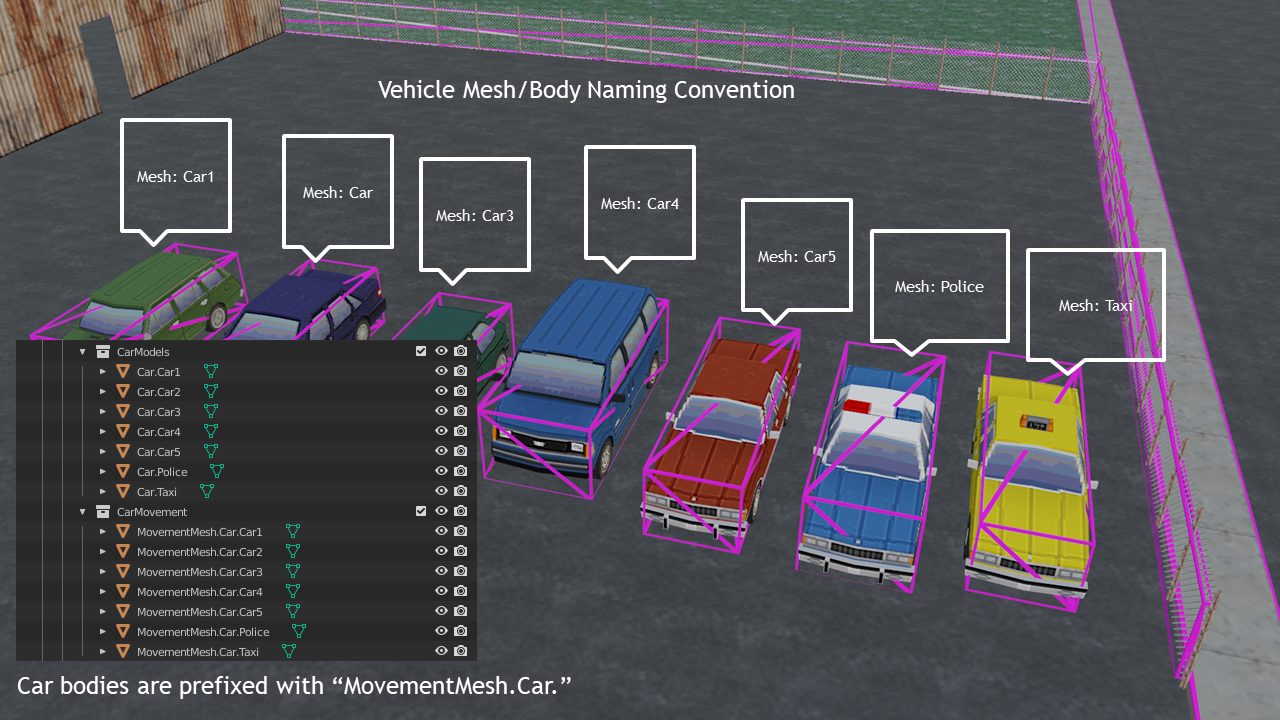 Vehicle Mesh/Body Naming Convention
Mesh: Car1
Mesh: Car
Mesh: Car3
Mesh: Car4
Mesh: Car5
Mesh: Police
Mesh: Taxi
CarModels
Car.Car1
Car.Car2
Car.Car3
Car.Car4
Car.Car5
Car.Police
Car.Taxi
CarMovement
MovementMesh.Car.Car1
MovementMesh.Car.Car2
MovementMesh.Car.Car3
MovementMesh.Car.Car4
MovementMesh.Car.Car5
MovementMesh.Car.Police
MovementMesh.Car.Taxi
Car bodies are prefixed with “MovementMesh.Car.”